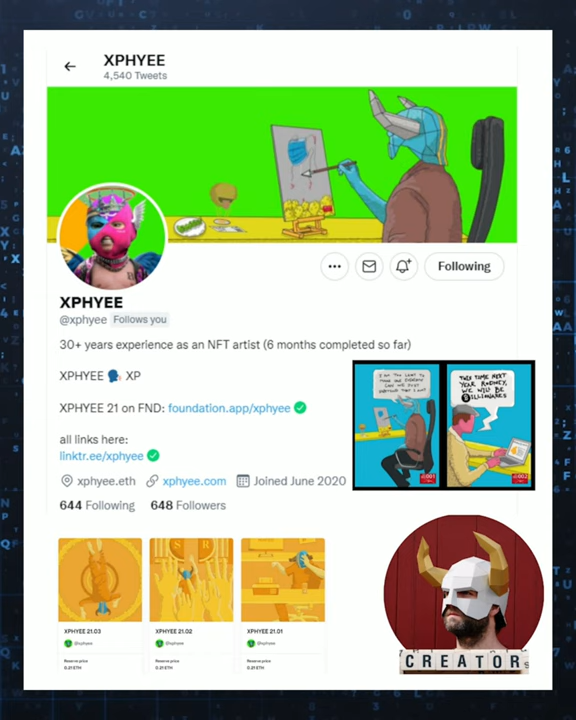 XPHYEE
4,540 Tweets
Following
XPHYEE
@xphyee Follows you
30+ years experience as an NFT artist (6 months completed so far)
XPHYEE XP
XPHYEE 21 on FND: foundation.app/xphyee
all links here:
linktr.ee/xphyee
xphyee.eth xphyee.com Joined June 2020
644 Following 648 Followers
THIS TIME NEXT
YEAR RODNEY,
WE WILL BE
BILLIONAIRES
XPHYEE 21.03
@xphyee
Reserve price
0.21 ETH
XPHYEE 21.02
@xphyee
Reserve price
0.21 ETH
XPHYEE 21.01
@xphyee
Reserve price
0.21 ETH
CREATORS